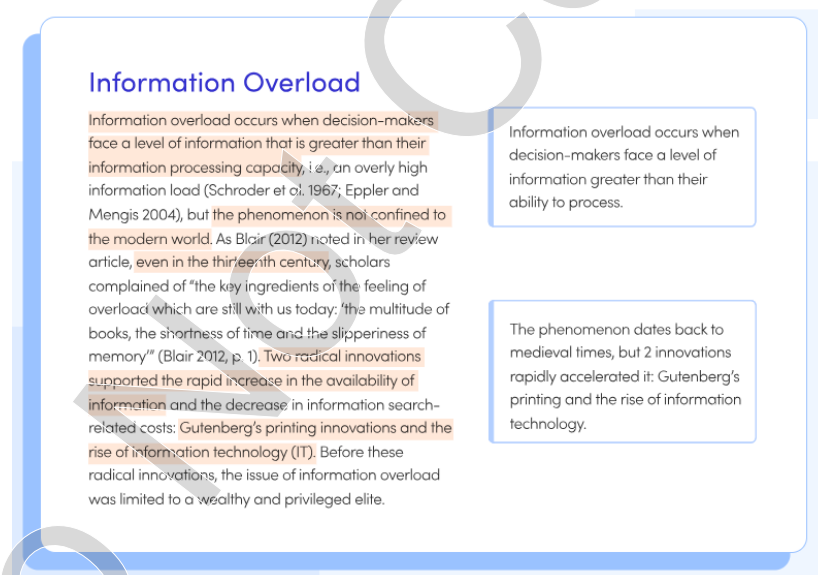 Information Overload
Information overload occurs when decision-makers
face a level of information that is greater than their
information processing capacity, i.e., an overly high
information load (Schroder et al. 1967; Eppler and
Mengis 2004), but the phenomenon is not confined to
the modern world. As Blair (2012) noted in her review
article, even in the thirteenth century, scholars
complained of "the key ingredients of the feeling of
overload which are still with us today: 'the multitude of
books, the shortness of time and the slipperiness of
memory'" (Blair 2012, p. 1). Two radical innovations
supported the rapid increase in the availability of
information and the decrease in information search-
related costs: Gutenberg's printing innovations and the
rise of information technology (IT). Before these
radical innovations, the issue of information overload
was limited to a wealthy and privileged elite.
Information overload occurs when
decision-makers face a level of
information greater than their
ability to process.
The phenomenon dates back to
medieval times, but 2 innovations
rapidly accelerated it: Gutenberg's
printing and the rise of information
technology.
Not